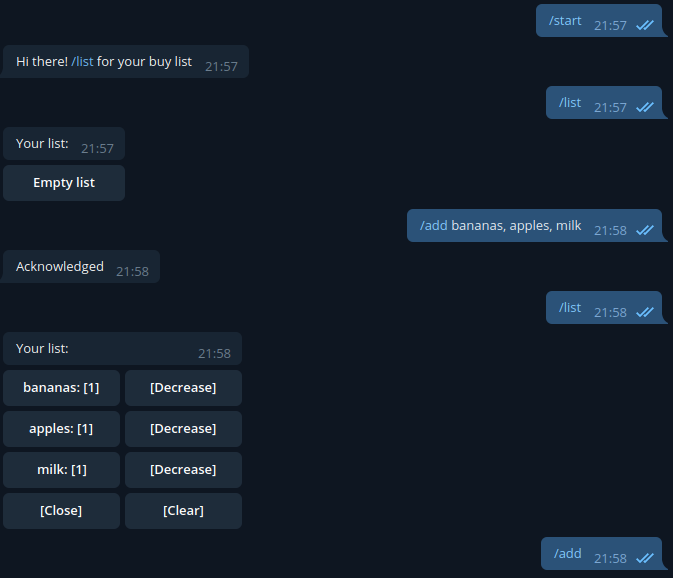 /start 21:57
Hi there! /list for your buy list 21:57
/list 21:57
Your list: 21:57
Empty list
/add bananas, apples, milk 21:58
Acknowledged 21:58
/list 21:58
Your list: 21:58
bananas: [1] [Decrease]
apples: [1] [Decrease]
milk: [1] [Decrease]
[Close] [Clear]
/add 21:58